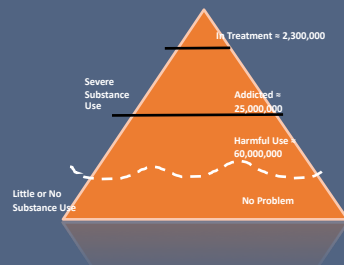 In Treatment ≈ 2,300,000
Severe
Substance
Use
Addicted ≈
25,000,000
Harmful Use ≈
60,000,000
Little or No
Substance Use
No Problem